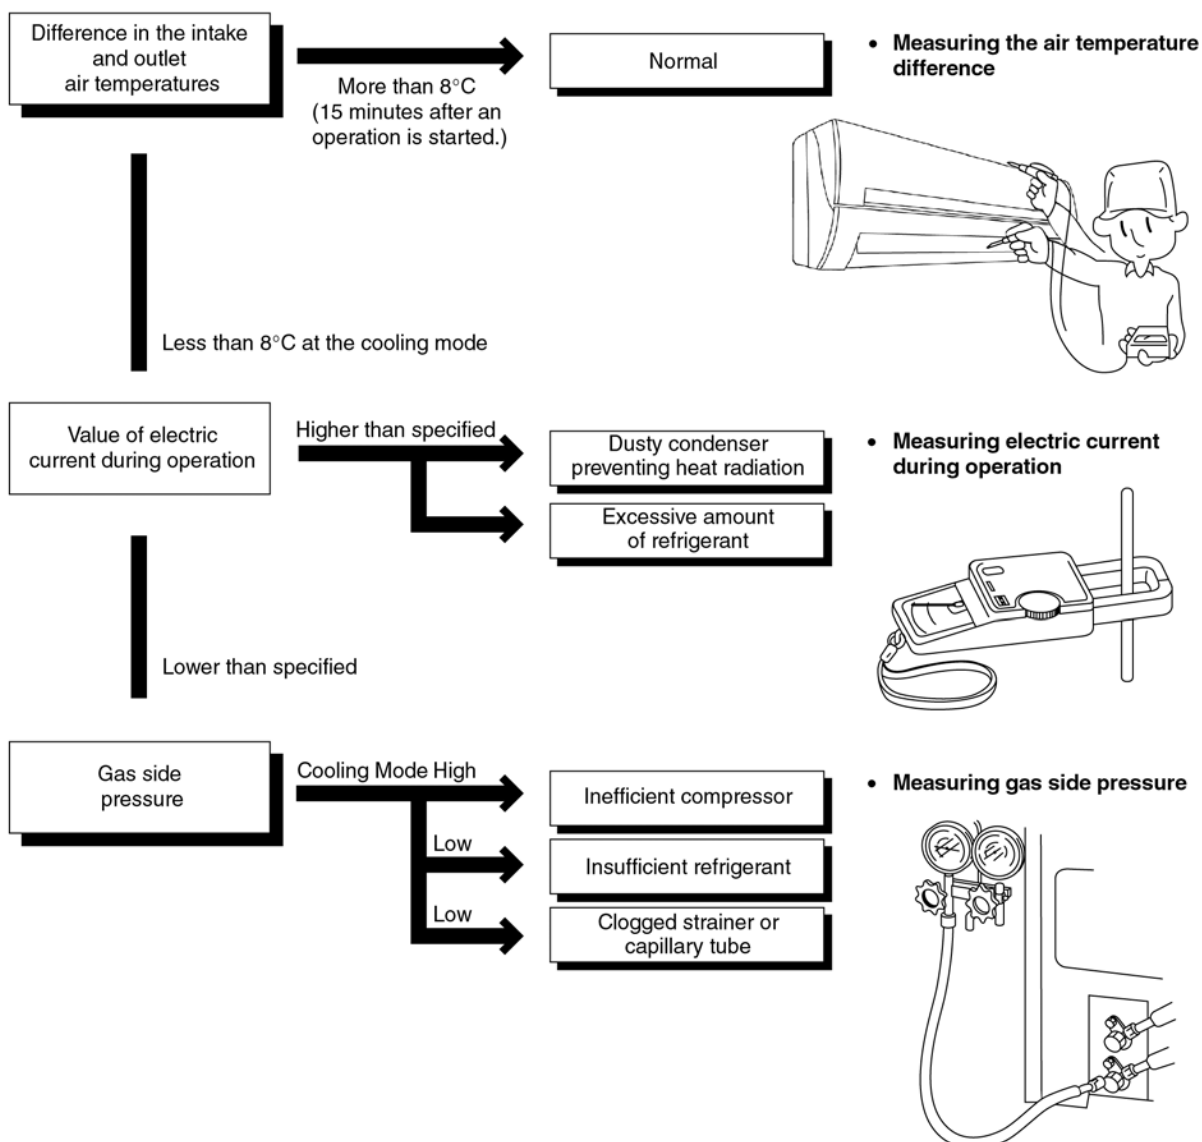 Difference in the intake
and outlet
air temperatures
More than 8°C
(15 minutes after an
operation is started.)
Normal
• Measuring the air temperature
difference
Less than 8°C at the cooling mode
Value of electric
current during operation
Higher than specified
Dusty condenser
preventing heat radiation
Excessive amount
of refrigerant
• Measuring electric current
during operation
Lower than specified
Gas side
pressure
Cooling Mode High
Inefficient compressor
Low
Insufficient refrigerant
Low
Clogged strainer or
capillary tube
• Measuring gas side pressure